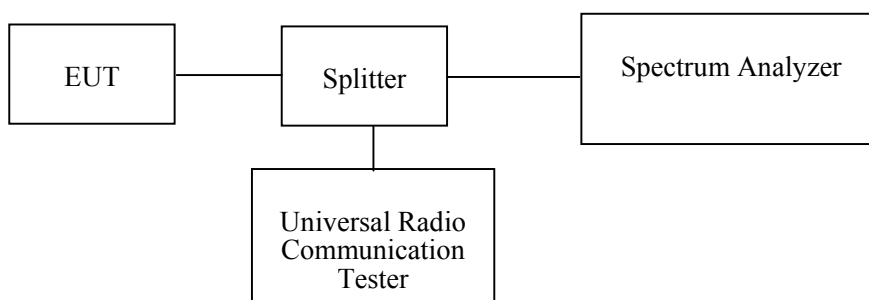 EUT
Splitter
Spectrum Analyzer
Universal Radio
Communication
Tester